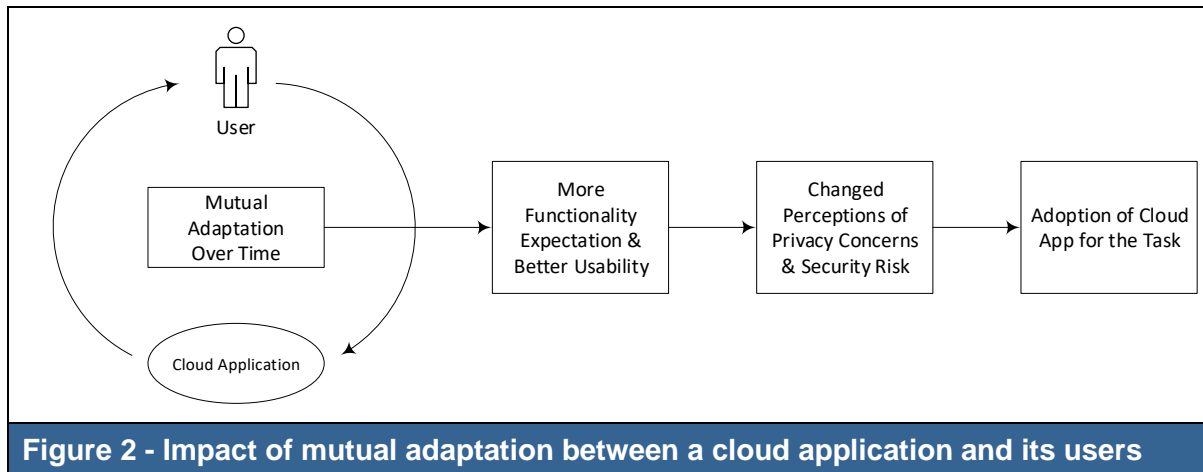 User
Mutual
Adaptation
Over Time
More
Functionality
Expectation &
Better Usability
Changed
Perceptions of
Privacy Concerns
& Security Risk
Adoption of Cloud
App for the Task
Cloud Application
Figure 2 - Impact of mutual adaptation between a cloud application and its users